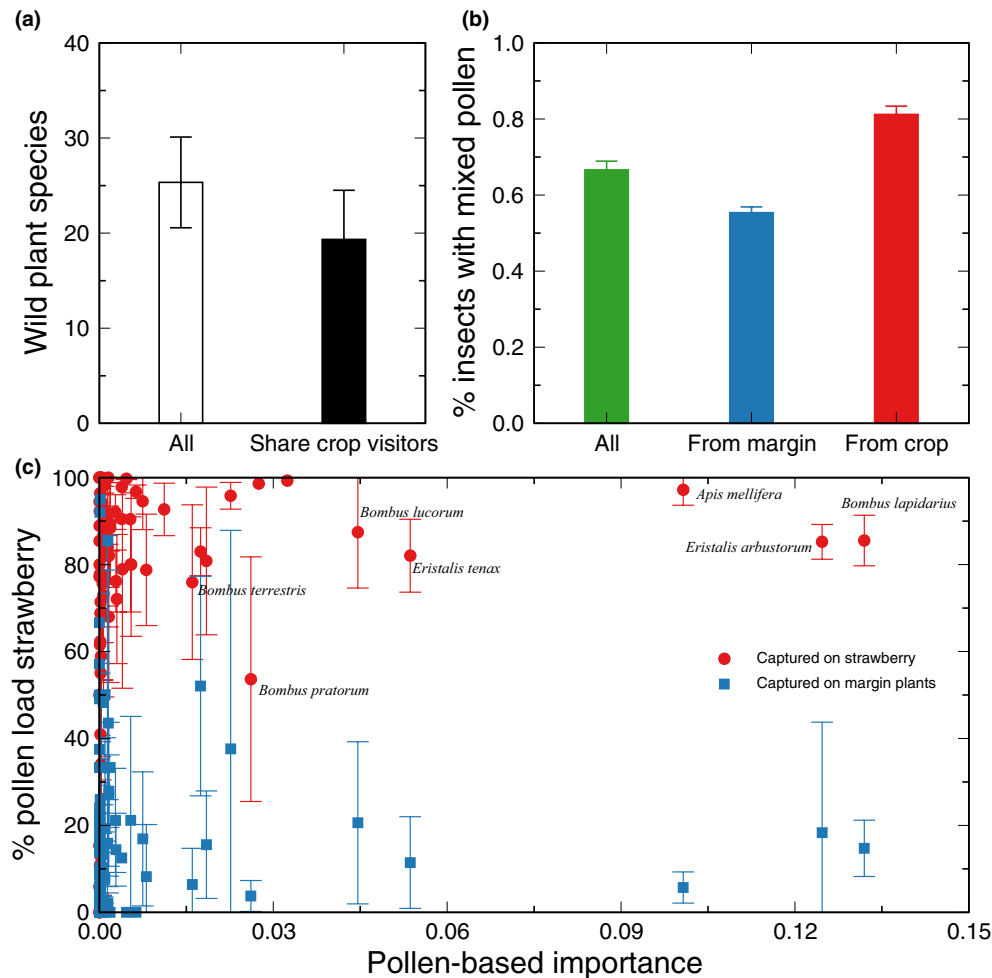 (a)
40
30
20
10
0
Wild plant species
All
Share crop visitors
(b)
1.0
0.8
0.6
0.4
0.2
0.0
% insects with mixed pollen
All
From margin
From crop
(c)
100
80
60
40
20
0
% pollen load strawberry
Apis mellifera
Bombus lapidarius
Bombus lucorum
Eristalis arbustorum
Eristalis tenax
Bombus terrestris
Bombus pratorum
Captured on strawberry
Captured on margin plants
0.00
0.03
0.06
0.09
0.12
0.15
Pollen-based importance